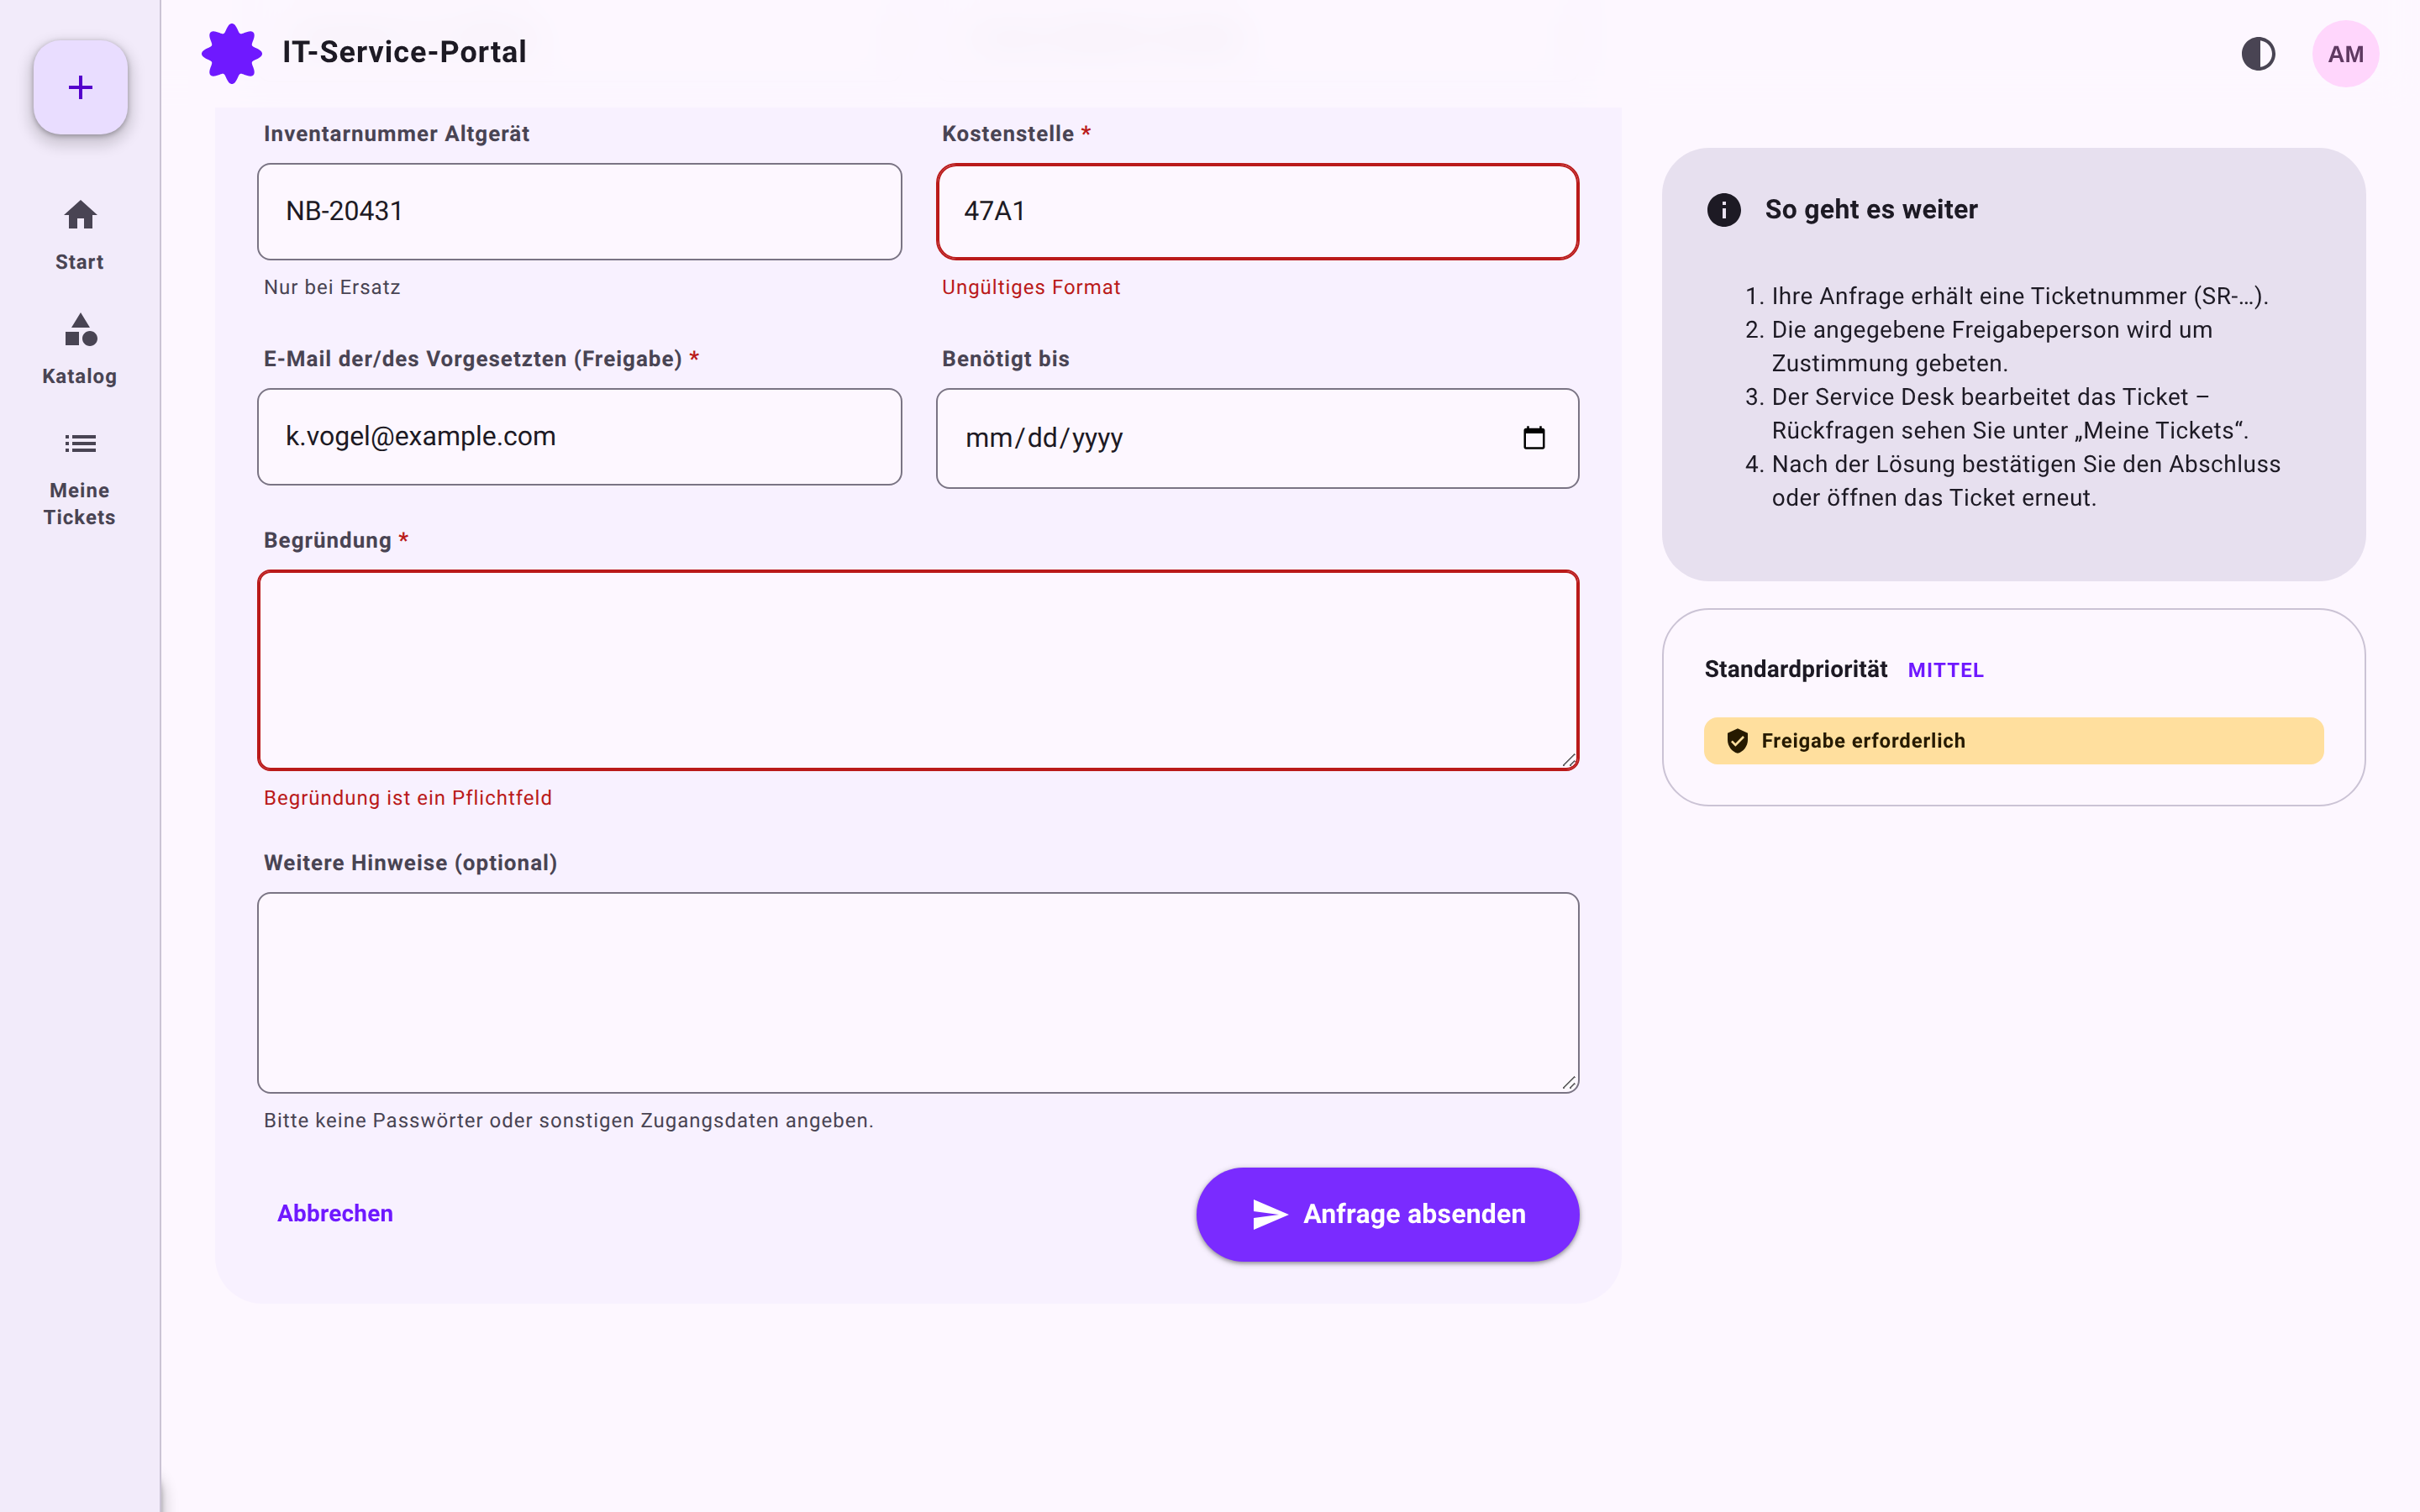 +
IT-Service-Portal
AM
Start
Katalog
Meine
Tickets
Inventarnummer Altgerät
NB-20431
Nur bei Ersatz
Kostenstelle *
47A1
Ungültiges Format
E-Mail der/des Vorgesetzten (Freigabe) *
k.vogel@example.com
Benötigt bis
mm/dd/yyyy
Begründung *
Begründung ist ein Pflichtfeld
Weitere Hinweise (optional)
Bitte keine Passwörter oder sonstigen Zugangsdaten angeben.
Abbrechen
Anfrage absenden
So geht es weiter
1. Ihre Anfrage erhält eine Ticketnummer (SR-…).
2. Die angegebene Freigabeperson wird um
Zustimmung gebeten.
3. Der Service Desk bearbeitet das Ticket –
Rückfragen sehen Sie unter „Meine Tickets“.
4. Nach der Lösung bestätigen Sie den Abschluss
oder öffnen das Ticket erneut.
Standardpriorität MITTEL
Freigabe erforderlich